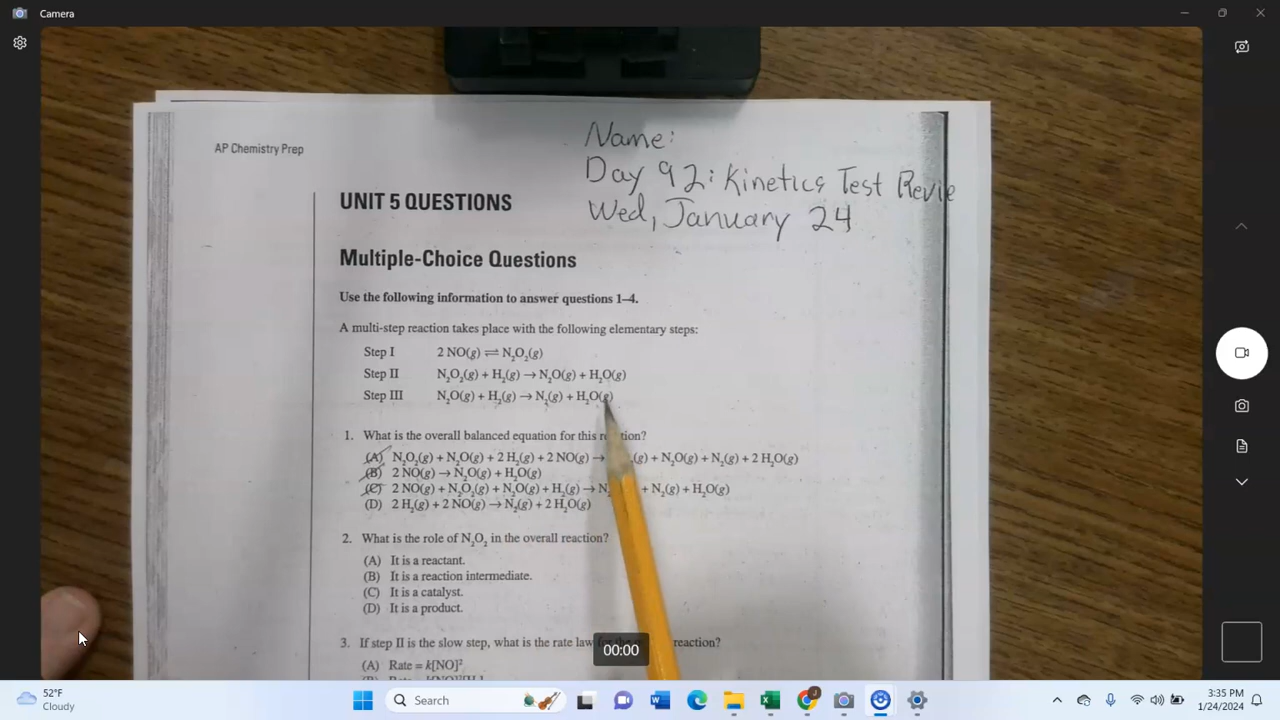 Camera
AP Chemistry Prep
Name:
Day 92: Kinetics Test Revie
Wed, January 24
UNIT 5 QUESTIONS
Multiple-Choice Questions
Use the following information to answer questions 1–4.
A multi-step reaction takes place with the following elementary steps:
Step I 2 NO(g) ⇌ N₂O₂(g)
Step II N₂O₂(g) + H₂(g) → N₂O(g) + H₂O(g)
Step III N₂O(g) + H₂(g) → N₂(g) + H₂O(g)
1. What is the overall balanced equation for this reaction?
(A) N₂O₂(g) + N₂O(g) + 2 H₂(g) + 2 NO(g) → (g) + N₂O(g) + N₂(g) + 2 H₂O(g)
(B) 2 NO(g) → N₂O(g) + H₂O(g)
(C) 2 NO(g) + N₂O₂(g) + N₂O(g) + H₂(g) → + N₂(g) + H₂O(g)
(D) 2 H₂(g) + 2 NO(g) → N₂(g) + 2 H₂O(g)
2. What is the role of N₂O₂ in the overall reaction?
(A) It is a reactant.
(B) It is a reaction intermediate.
(C) It is a catalyst.
(D) It is a product.
3. If step II is the slow step, what is the rate law reaction?
00:00
(A) Rate = k[NO]²
52°F
Cloudy
Search
3:35 PM
1/24/2024